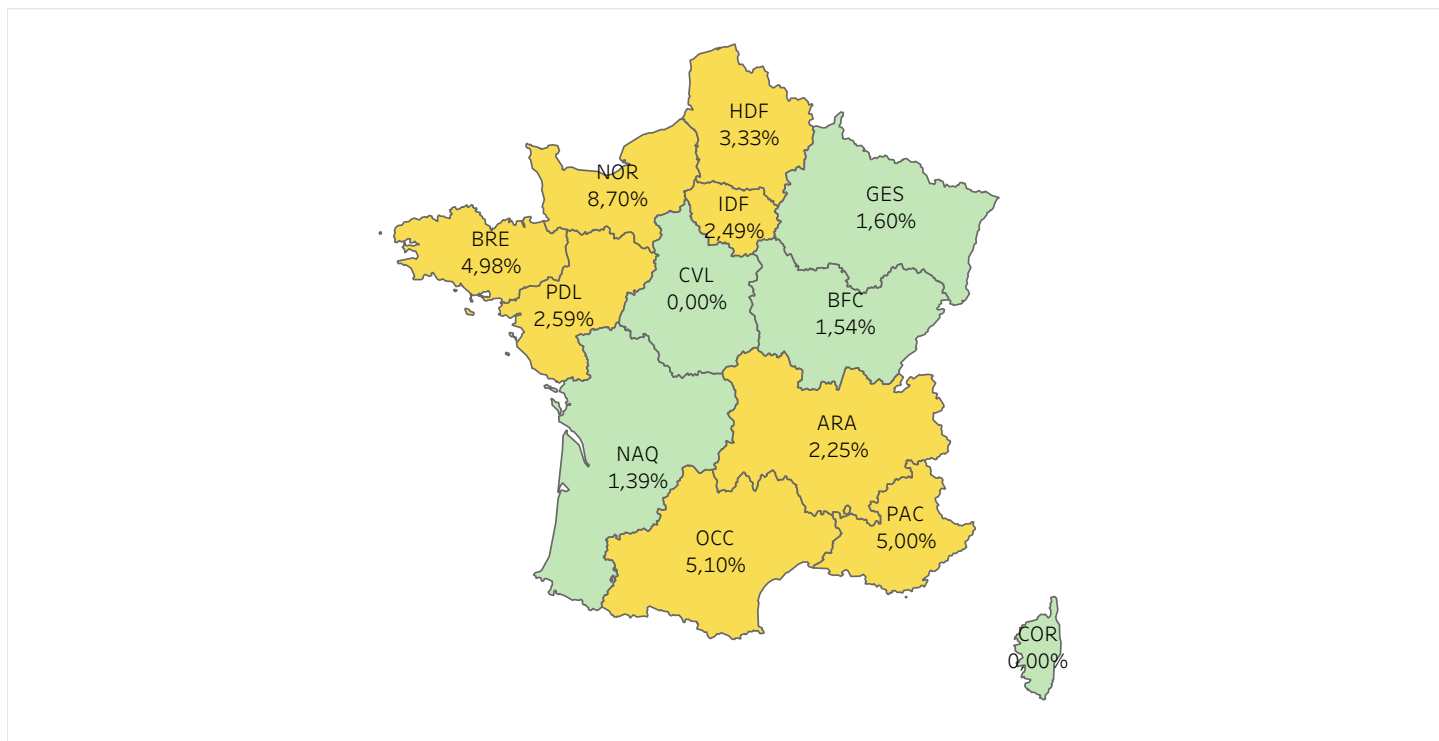 HDF
3,33%
NOR
8,70%
IDF
2,49%
GES
1,60%
BRE
4,98%
PDL
2,59%
CVL
0,00%
BFC
1,54%
ARA
2,25%
NAQ
1,39%
PAC
5,00%
OCC
5,10%
COR
0,00%